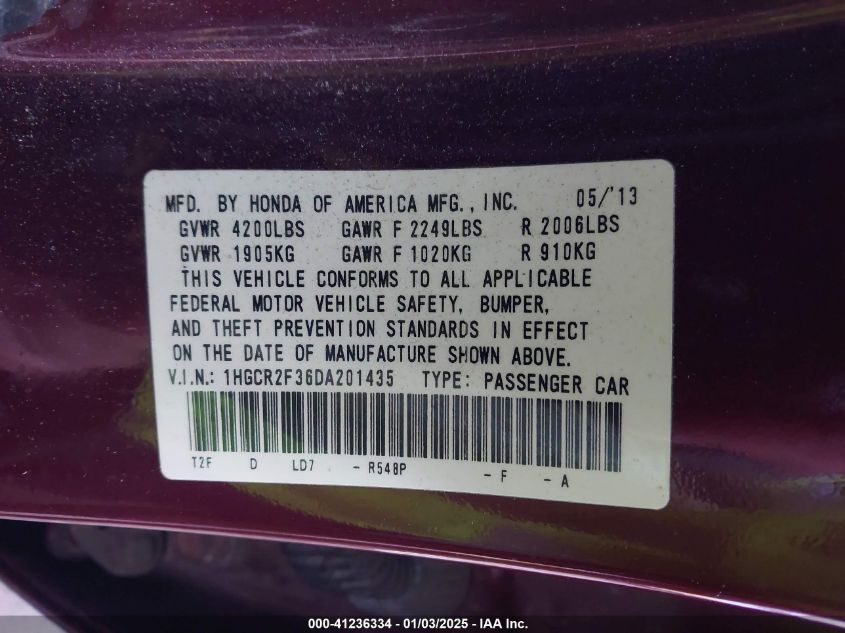 MFD. BY HONDA OF AMERICA MFG., INC. 05/'13
GVWR 4200LBS GAWR F 2249LBS R 2006LBS
GVWR 1905KG GAWR F 1020KG R 910KG
THIS VEHICLE CONFORMS TO ALL APPLICABLE
FEDERAL MOTOR VEHICLE SAFETY, BUMPER,
AND THEFT PREVENTION STANDARDS IN EFFECT
ON THE DATE OF MANUFACTURE SHOWN ABOVE.
V.I.N.: 1HGCR2F36DA201435 TYPE: PASSENGER CAR
T2F D LD7 - R548P - F - A
000-41236334 - 01/03/2025 - IAA Inc.